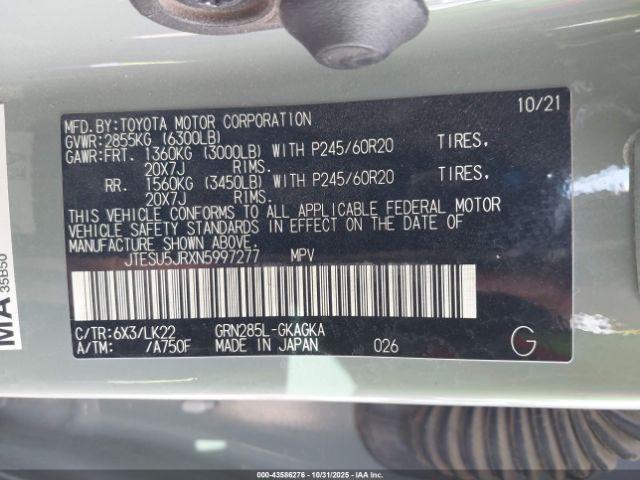 10/21
MFD.BY:TOYOTA MOTOR CORPORATION
GVWR:2855KG (6300LB)
GAWR:FRT. 1360KG (3000LB) WITH P245/60R20 TIRES,
20X7J RIMS.
RR. 1560KG (3450LB) WITH P245/60R20 TIRES,
20X7J RIMS.
THIS VEHICLE CONFORMS TO ALL APPLICABLE FEDERAL MOTOR
VEHICLE SAFETY STANDARDS IN EFFECT ON THE DATE OF
MANUFACTURE SHOWN ABOVE.
JTESU5JRXN5997277 MPV
C/TR:6X3/LK22 GRN285L-GKAGKA
A/TM: /A750F MADE IN JAPAN 026 G
MA
35B50
000-43586276 - 10/31/2025 - IAAI, Inc.